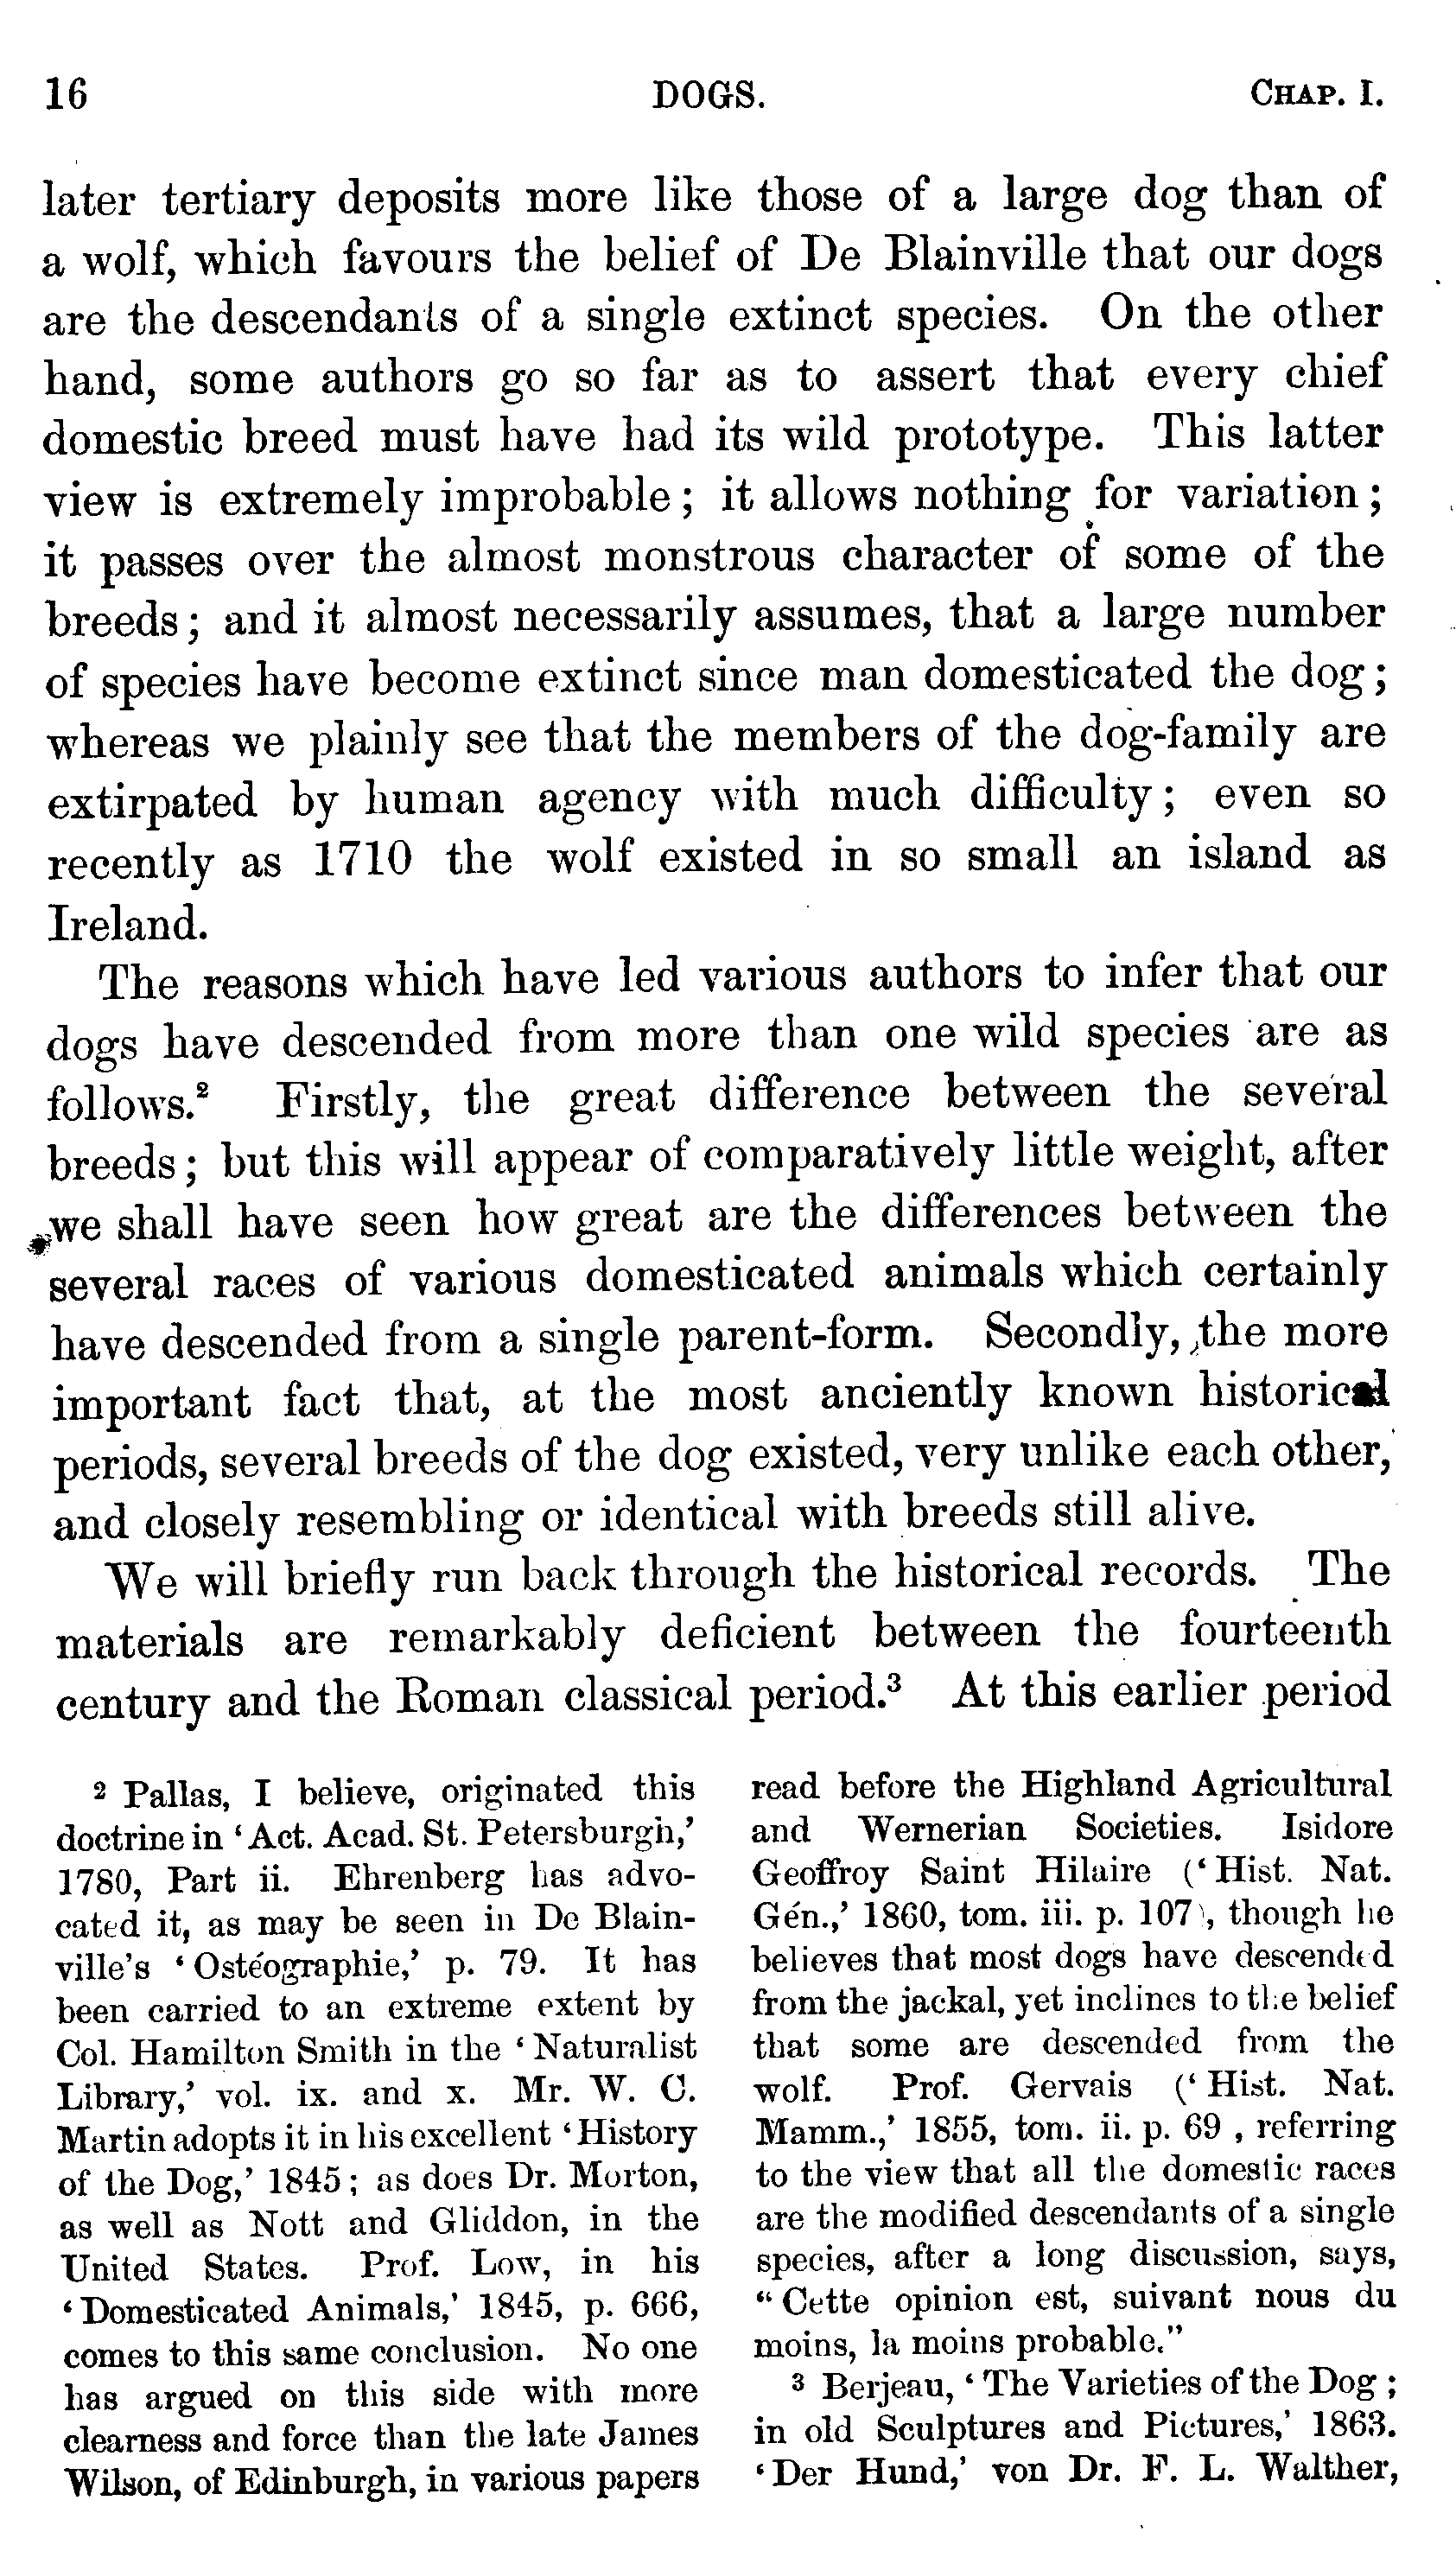 16 DOGS. CHAP. I.
later tertiary deposits more like those of a large dog than of
a wolf, which favours the belief of De Blainville that our dogs
are the descendants of a single extinct species. On the other
hand, some authors go so far as to assert that every chief
domestic breed must have had its wild prototype. This latter
view is extremely improbable; it allows nothing for variation;
it passes over the almost monstrous character of some of the
breeds; and it almost necessarily assumes, that a large number
of species have become extinct since man domesticated the dog;
whereas we plainly see that the members of the dog-family are
extirpated by human agency with much difficulty; even so
recently as 1710 the wolf existed in so small an island as
Ireland.
The reasons which have led various authors to infer that our
dogs have descended from more than one wild species are as
follows.² Firstly, the great difference between the several
breeds; but this will appear of comparatively little weight, after
we shall have seen how great are the differences between the
several races of various domesticated animals which certainly
have descended from a single parent-form. Secondly, the more
important fact that, at the most anciently known historical
periods, several breeds of the dog existed, very unlike each other,
and closely resembling or identical with breeds still alive.
We will briefly run back through the historical records. The
materials are remarkably deficient between the fourteenth
century and the Roman classical period.³ At this earlier period
² Pallas, I believe, originated this
doctrine in ‘Act. Acad. St. Petersburgh,’
1780, Part ii. Ehrenberg has advo-
cated it, as may be seen in De Blain-
ville's ‘Ostéographie,’ p. 79. It has
been carried to an extreme extent by
Col. Hamilton Smith in the ‘Naturalist
Library,’ vol. ix. and x. Mr. W. C.
Martin adopts it in his excellent ‘History
of the Dog,’ 1845; as does Dr. Morton,
as well as Nott and Gliddon, in the
United States. Prof. Low, in his
‘Domesticated Animals,’ 1845, p. 666,
comes to this same conclusion. No one
has argued on this side with more
clearness and force than the late James
Wilson, of Edinburgh, in various papers
read before the Highland Agricultural
and Wernerian Societies. Isidore
Geoffroy Saint Hilaire (‘Hist. Nat.
Gén.,’ 1860, tom. iii. p. 107), though he
believes that most dogs have descended
from the jackal, yet inclines to the belief
that some are descended from the
wolf. Prof. Gervais (‘Hist. Nat.
Mamm.,’ 1855, tom. ii. p. 69 , referring
to the view that all the domestic races
are the modified descendants of a single
species, after a long discussion, says,
“Cette opinion est, suivant nous du
moins, la moins probable.”
³ Berjeau, ‘The Varieties of the Dog;
in old Sculptures and Pictures,’ 1863.
‘Der Hund,’ von Dr. F. L. Walther,